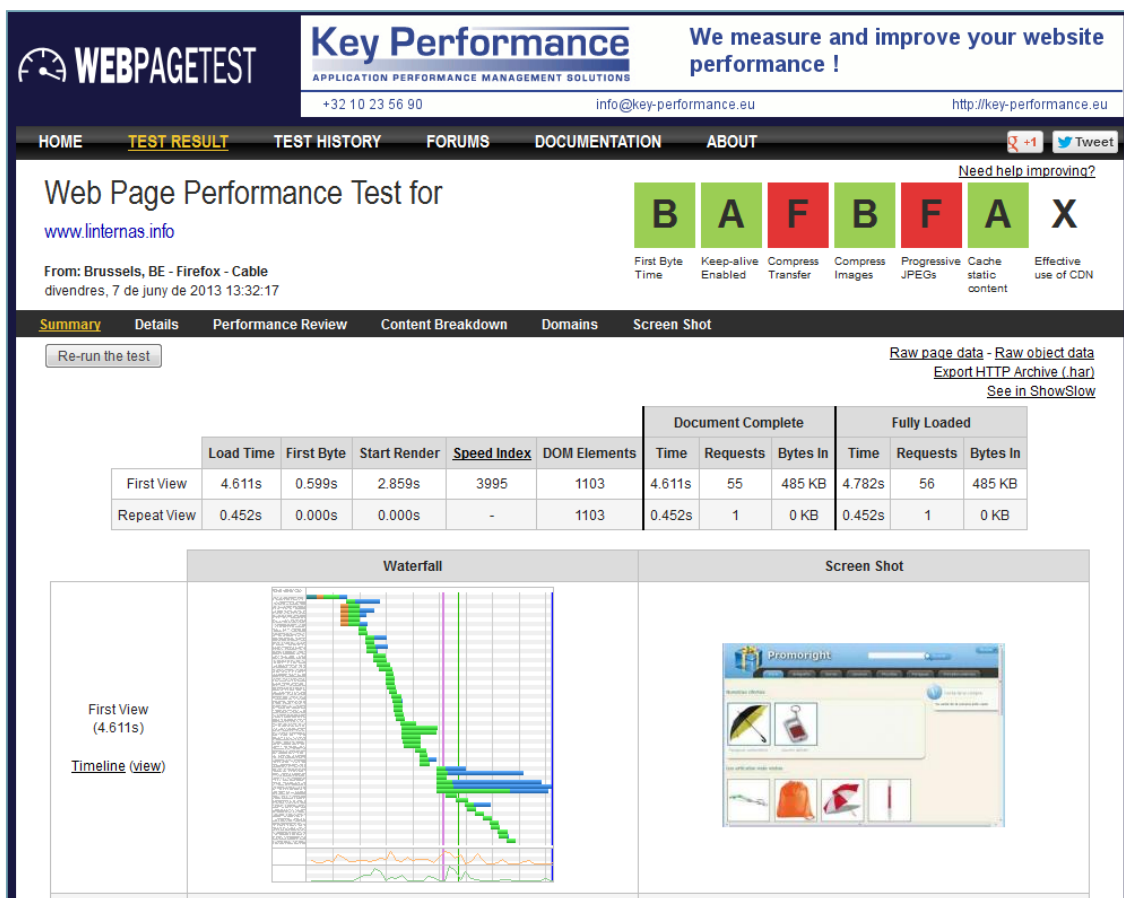 WEBPAGETEST
Key Performance
APPLICATION PERFORMANCE MANAGEMENT SOLUTIONS
We measure and improve your website
performance !
+32 10 23 56 90 info@key-performance.eu http://key-performance.eu
HOME TEST RESULT TEST HISTORY FORUMS DOCUMENTATION ABOUT +1 Tweet
Need help improving?
Web Page Performance Test for
www.linternas.info
From: Brussels, BE - Firefox - Cable
divendres, 7 de juny de 2013 13:32:17
B A F B F A X
First Byte Time
Keep-alive Enabled
Compress Transfer
Compress Images
Progressive JPEGs
Cache static content
Effective use of CDN
Summary Details Performance Review Content Breakdown Domains Screen Shot
Re-run the test
Raw page data - Raw object data
Export HTTP Archive (.har)
See in ShowSlow
Document Complete Fully Loaded
Load Time First Byte Start Render Speed Index DOM Elements Time Requests Bytes In Time Requests Bytes In
First View 4.611s 0.599s 2.859s 3995 1103 4.611s 55 485 KB 4.782s 56 485 KB
Repeat View 0.452s 0.000s 0.000s - 1103 0.452s 1 0 KB 0.452s 1 0 KB
Waterfall Screen Shot
First View
(4.611s)
Timeline (view)
Promoright